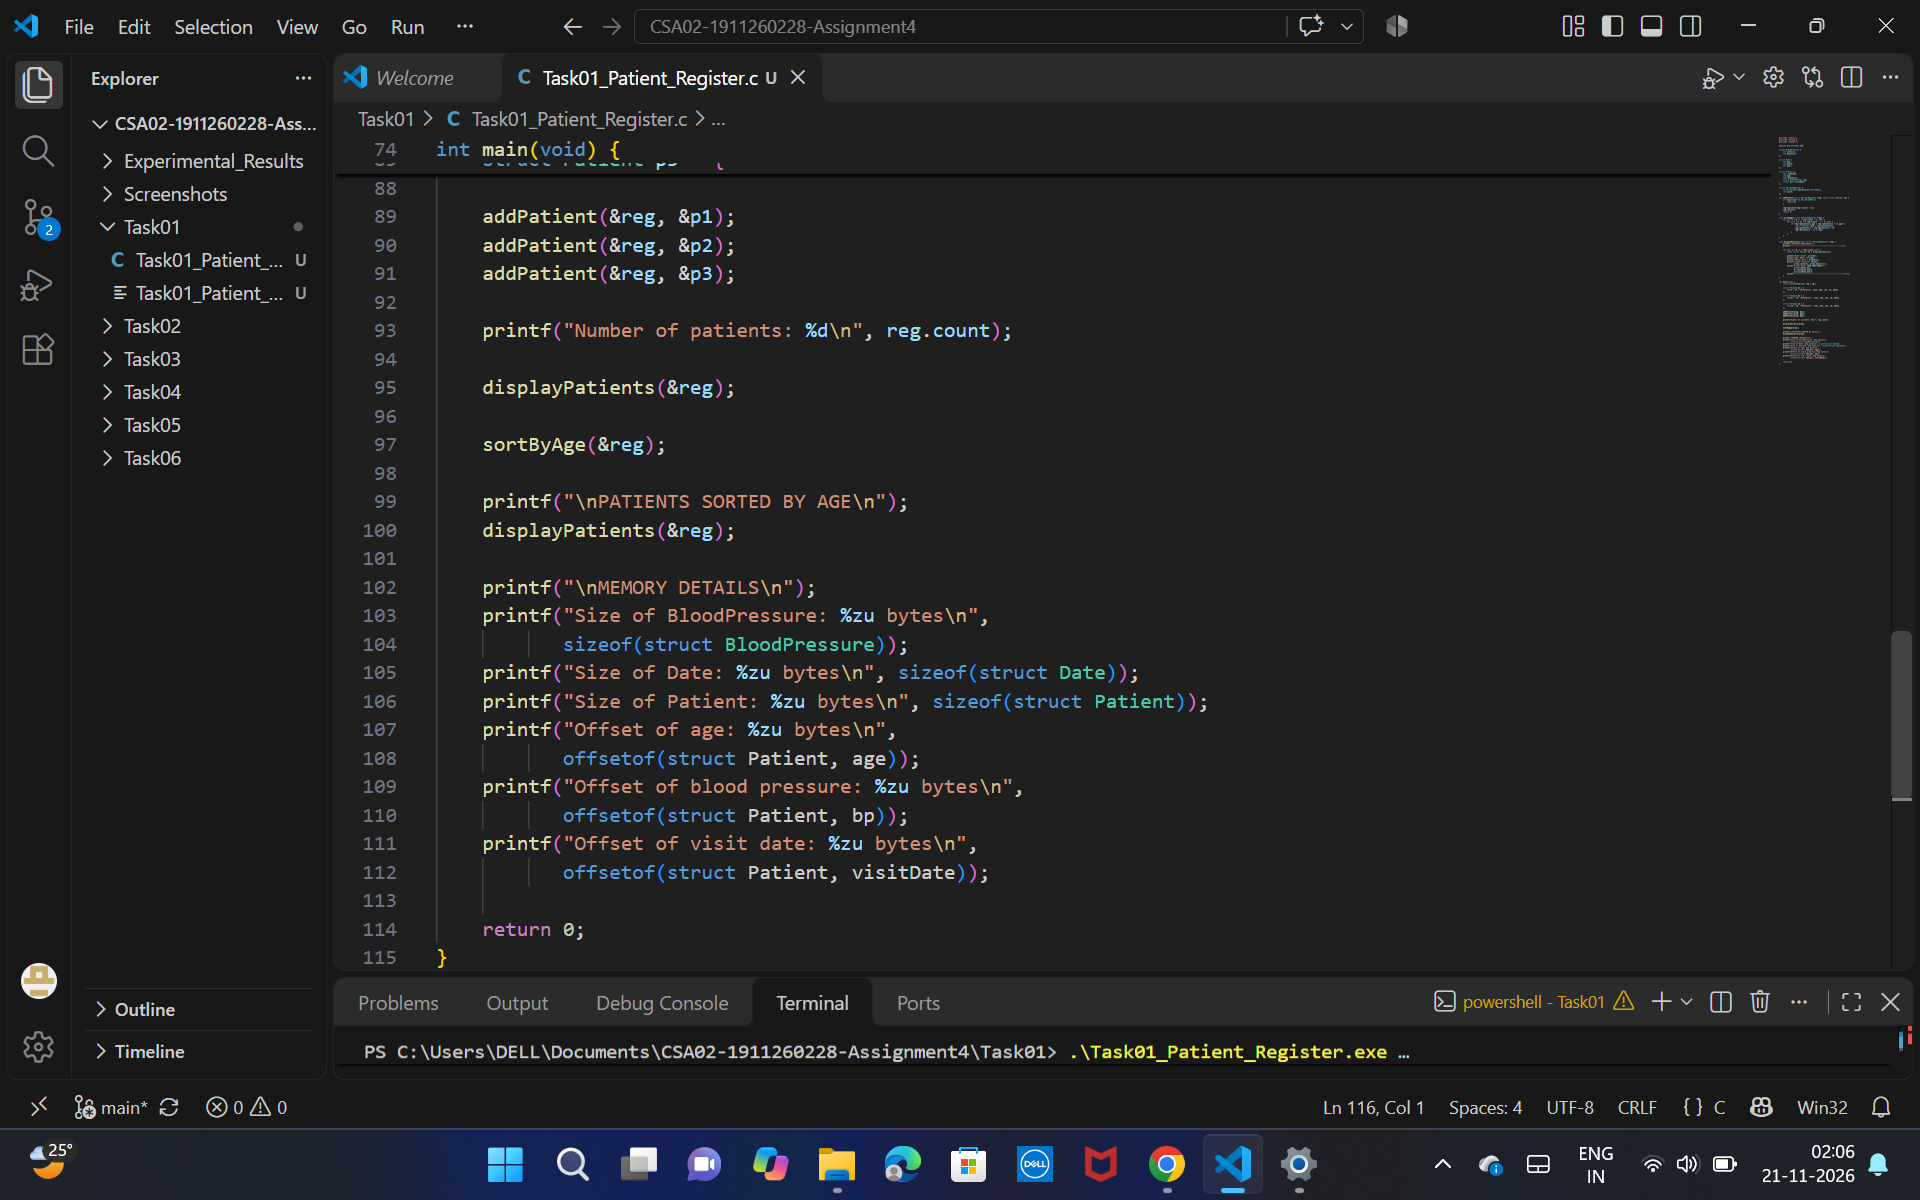 File Edit Selection View Go Run ···
CSA02-1911260228-Assignment4
Explorer ···
CSA02-1911260228-Ass...
Experimental_Results
Screenshots
Task01
C Task01_Patient_... U
Task01_Patient_... U
Task02
Task03
Task04
Task05
Task06
Outline
Timeline
2
Welcome
C Task01_Patient_Register.c U
Task01 > C Task01_Patient_Register.c > ...
74 int main(void) {
88
89 addPatient(&reg, &p1);
90 addPatient(&reg, &p2);
91 addPatient(&reg, &p3);
92
93 printf("Number of patients: %d\n", reg.count);
94
95 displayPatients(&reg);
96
97 sortByAge(&reg);
98
99 printf("\nPATIENTS SORTED BY AGE\n");
100 displayPatients(&reg);
101
102 printf("\nMEMORY DETAILS\n");
103 printf("Size of BloodPressure: %zu bytes\n",
104 sizeof(struct BloodPressure));
105 printf("Size of Date: %zu bytes\n", sizeof(struct Date));
106 printf("Size of Patient: %zu bytes\n", sizeof(struct Patient));
107 printf("Offset of age: %zu bytes\n",
108 offsetof(struct Patient, age));
109 printf("Offset of blood pressure: %zu bytes\n",
110 offsetof(struct Patient, bp));
111 printf("Offset of visit date: %zu bytes\n",
112 offsetof(struct Patient, visitDate));
113
114 return 0;
115 }
Problems Output Debug Console Terminal Ports
powershell - Task01
PS C:\Users\DELL\Documents\CSA02-1911260228-Assignment4\Task01> .\Task01_Patient_Register.exe …
main* 0 0
Ln 116, Col 1 Spaces: 4 UTF-8 CRLF { } C Win32
25°
DELL
ENG
IN
02:06
21-11-2026